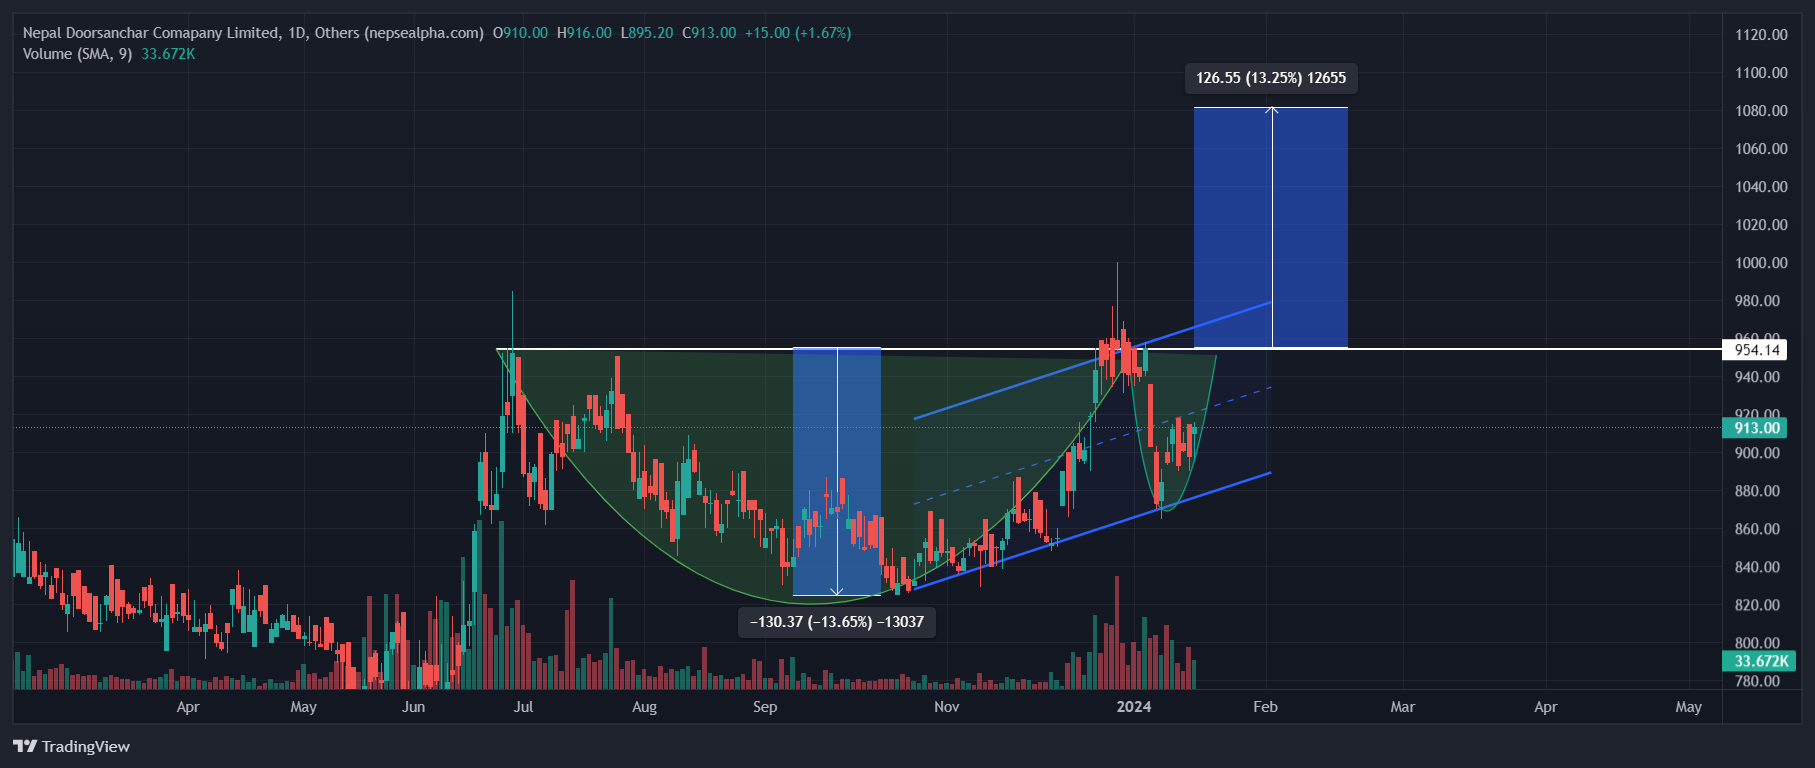 Nepal Doorsanchar Comapany Limited, 1D, Others (nepsealpha.com) O910.00 H916.00 L895.20 C913.00 +15.00 (+1.67%)
Volume (SMA, 9) 33.672K
126.55 (13.25%) 12655
−130.37 (−13.65%) −13037
1120.00
1100.00
1080.00
1060.00
1040.00
1020.00
1000.00
980.00
960.00
954.14
940.00
920.00
913.00
900.00
880.00
860.00
840.00
820.00
800.00
33.672K
780.00
Apr May Jun Jul Aug Sep Nov 2024 Feb Mar Apr May
TradingView